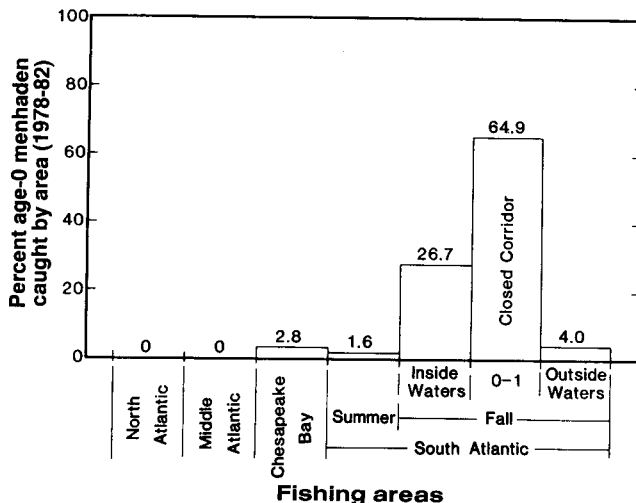 Percent age-0 menhaden
caught by area (1978-82)
100
80
60
40
20
0
0
0
2.8
1.6
26.7
64.9
4.0
Closed Corridor
North
Atlantic
Middle
Atlantic
Chesapeake
Bay
Summer
Inside
Waters
0-1
Outside
Waters
Fall
South Atlantic
Fishing areas